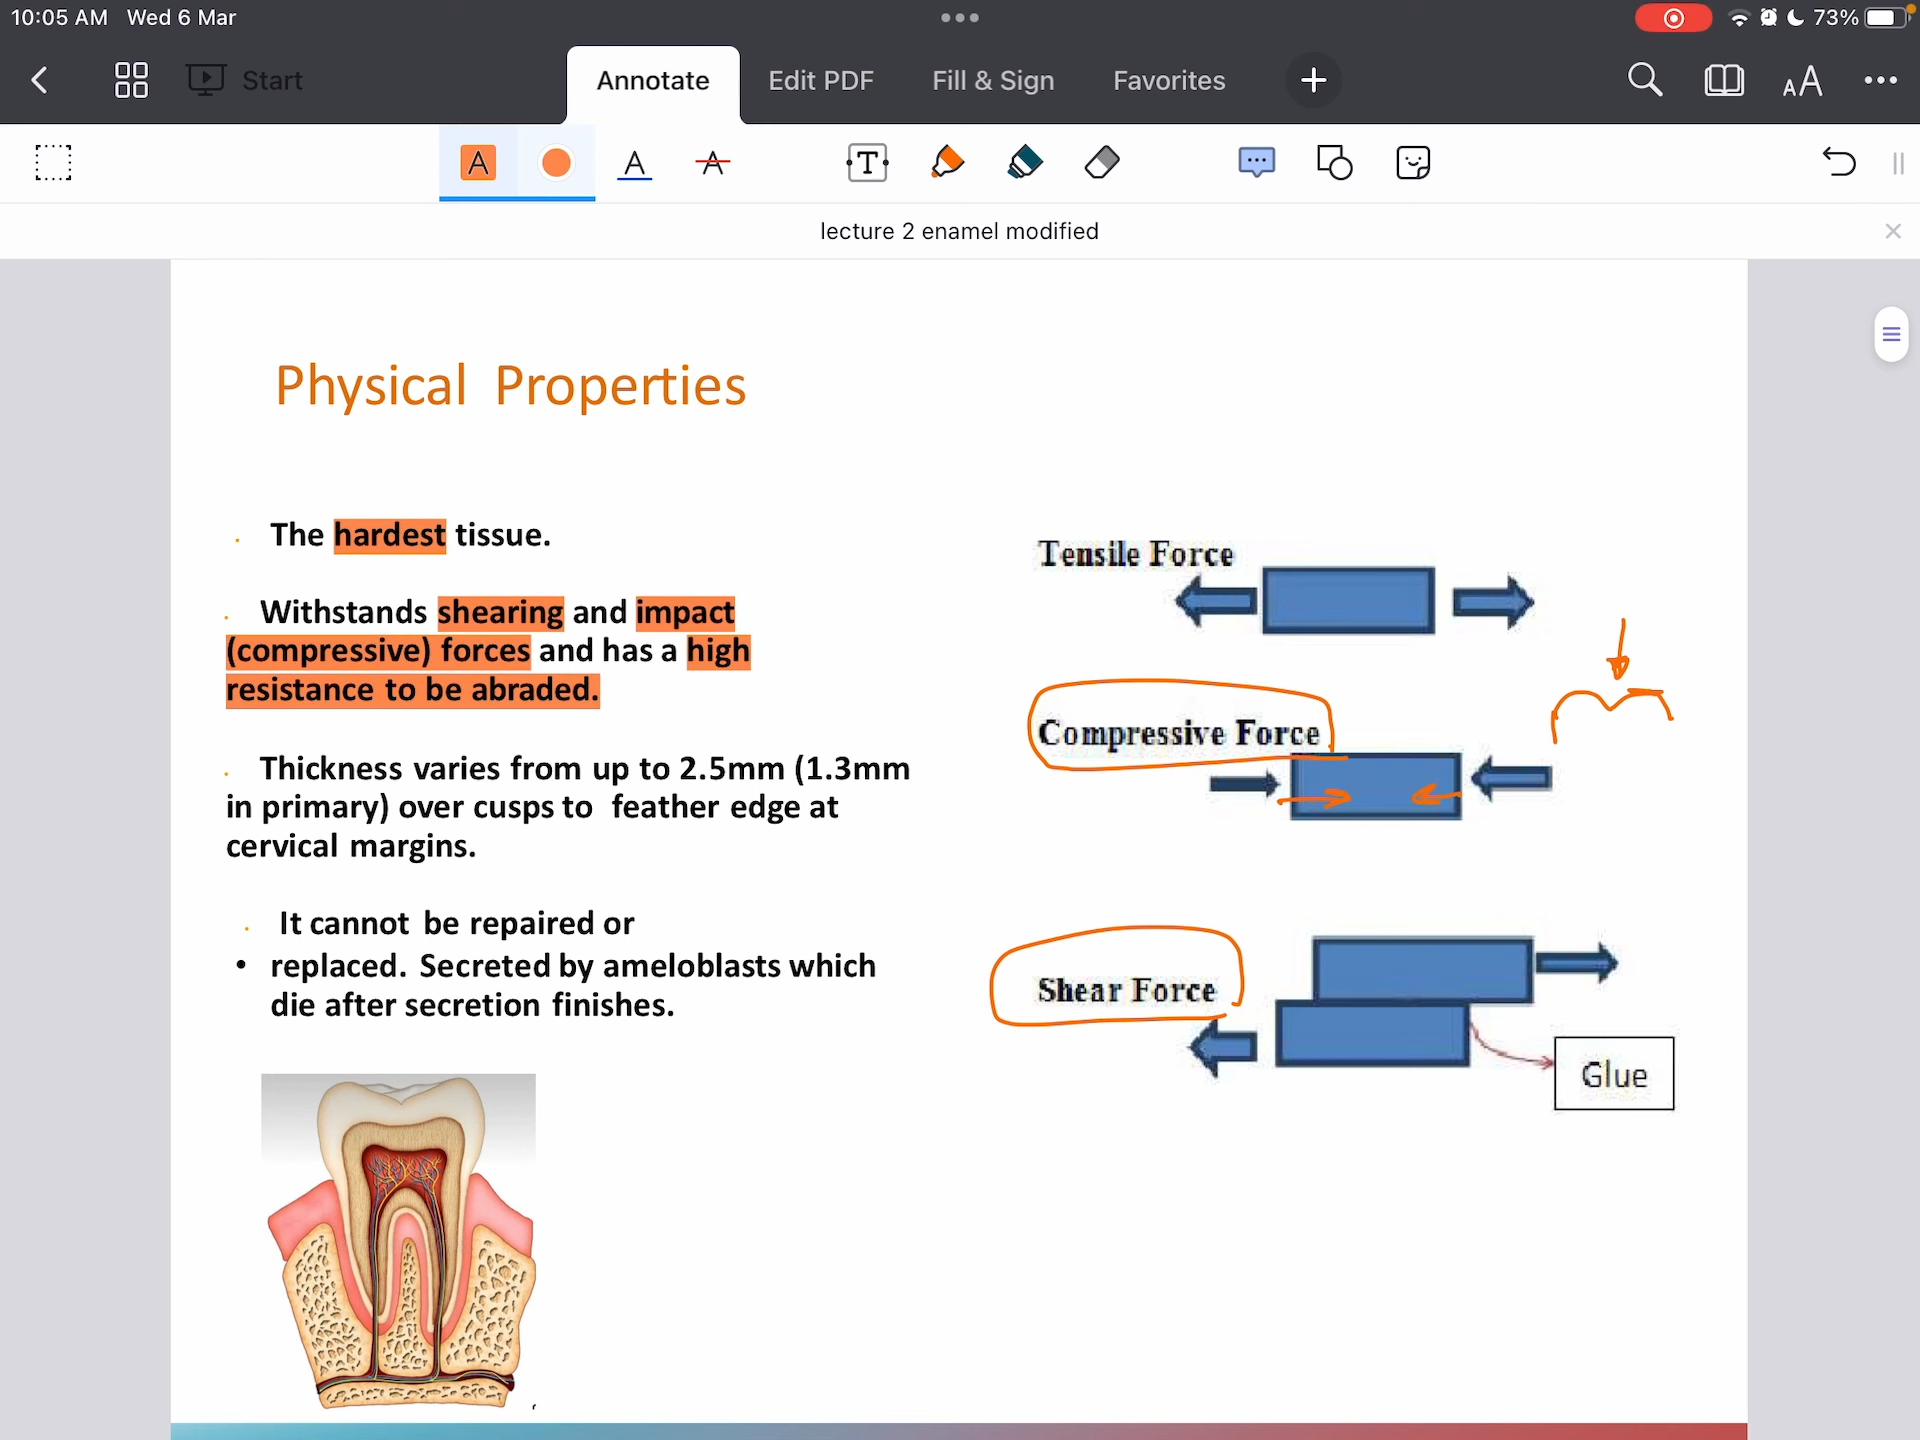 10:05 AM Wed 6 Mar
73%
Start
Annotate
Edit PDF
Fill & Sign
Favorites
AA
A
A
A
T
lecture 2 enamel modified
Physical Properties
The hardest tissue.
Withstands shearing and impact
(compressive) forces and has a high
resistance to be abraded.
Thickness varies from up to 2.5mm (1.3mm
in primary) over cusps to feather edge at
cervical margins.
It cannot be repaired or
• replaced. Secreted by ameloblasts which
die after secretion finishes.
Tensile Force
Compressive Force
Shear Force
Glue